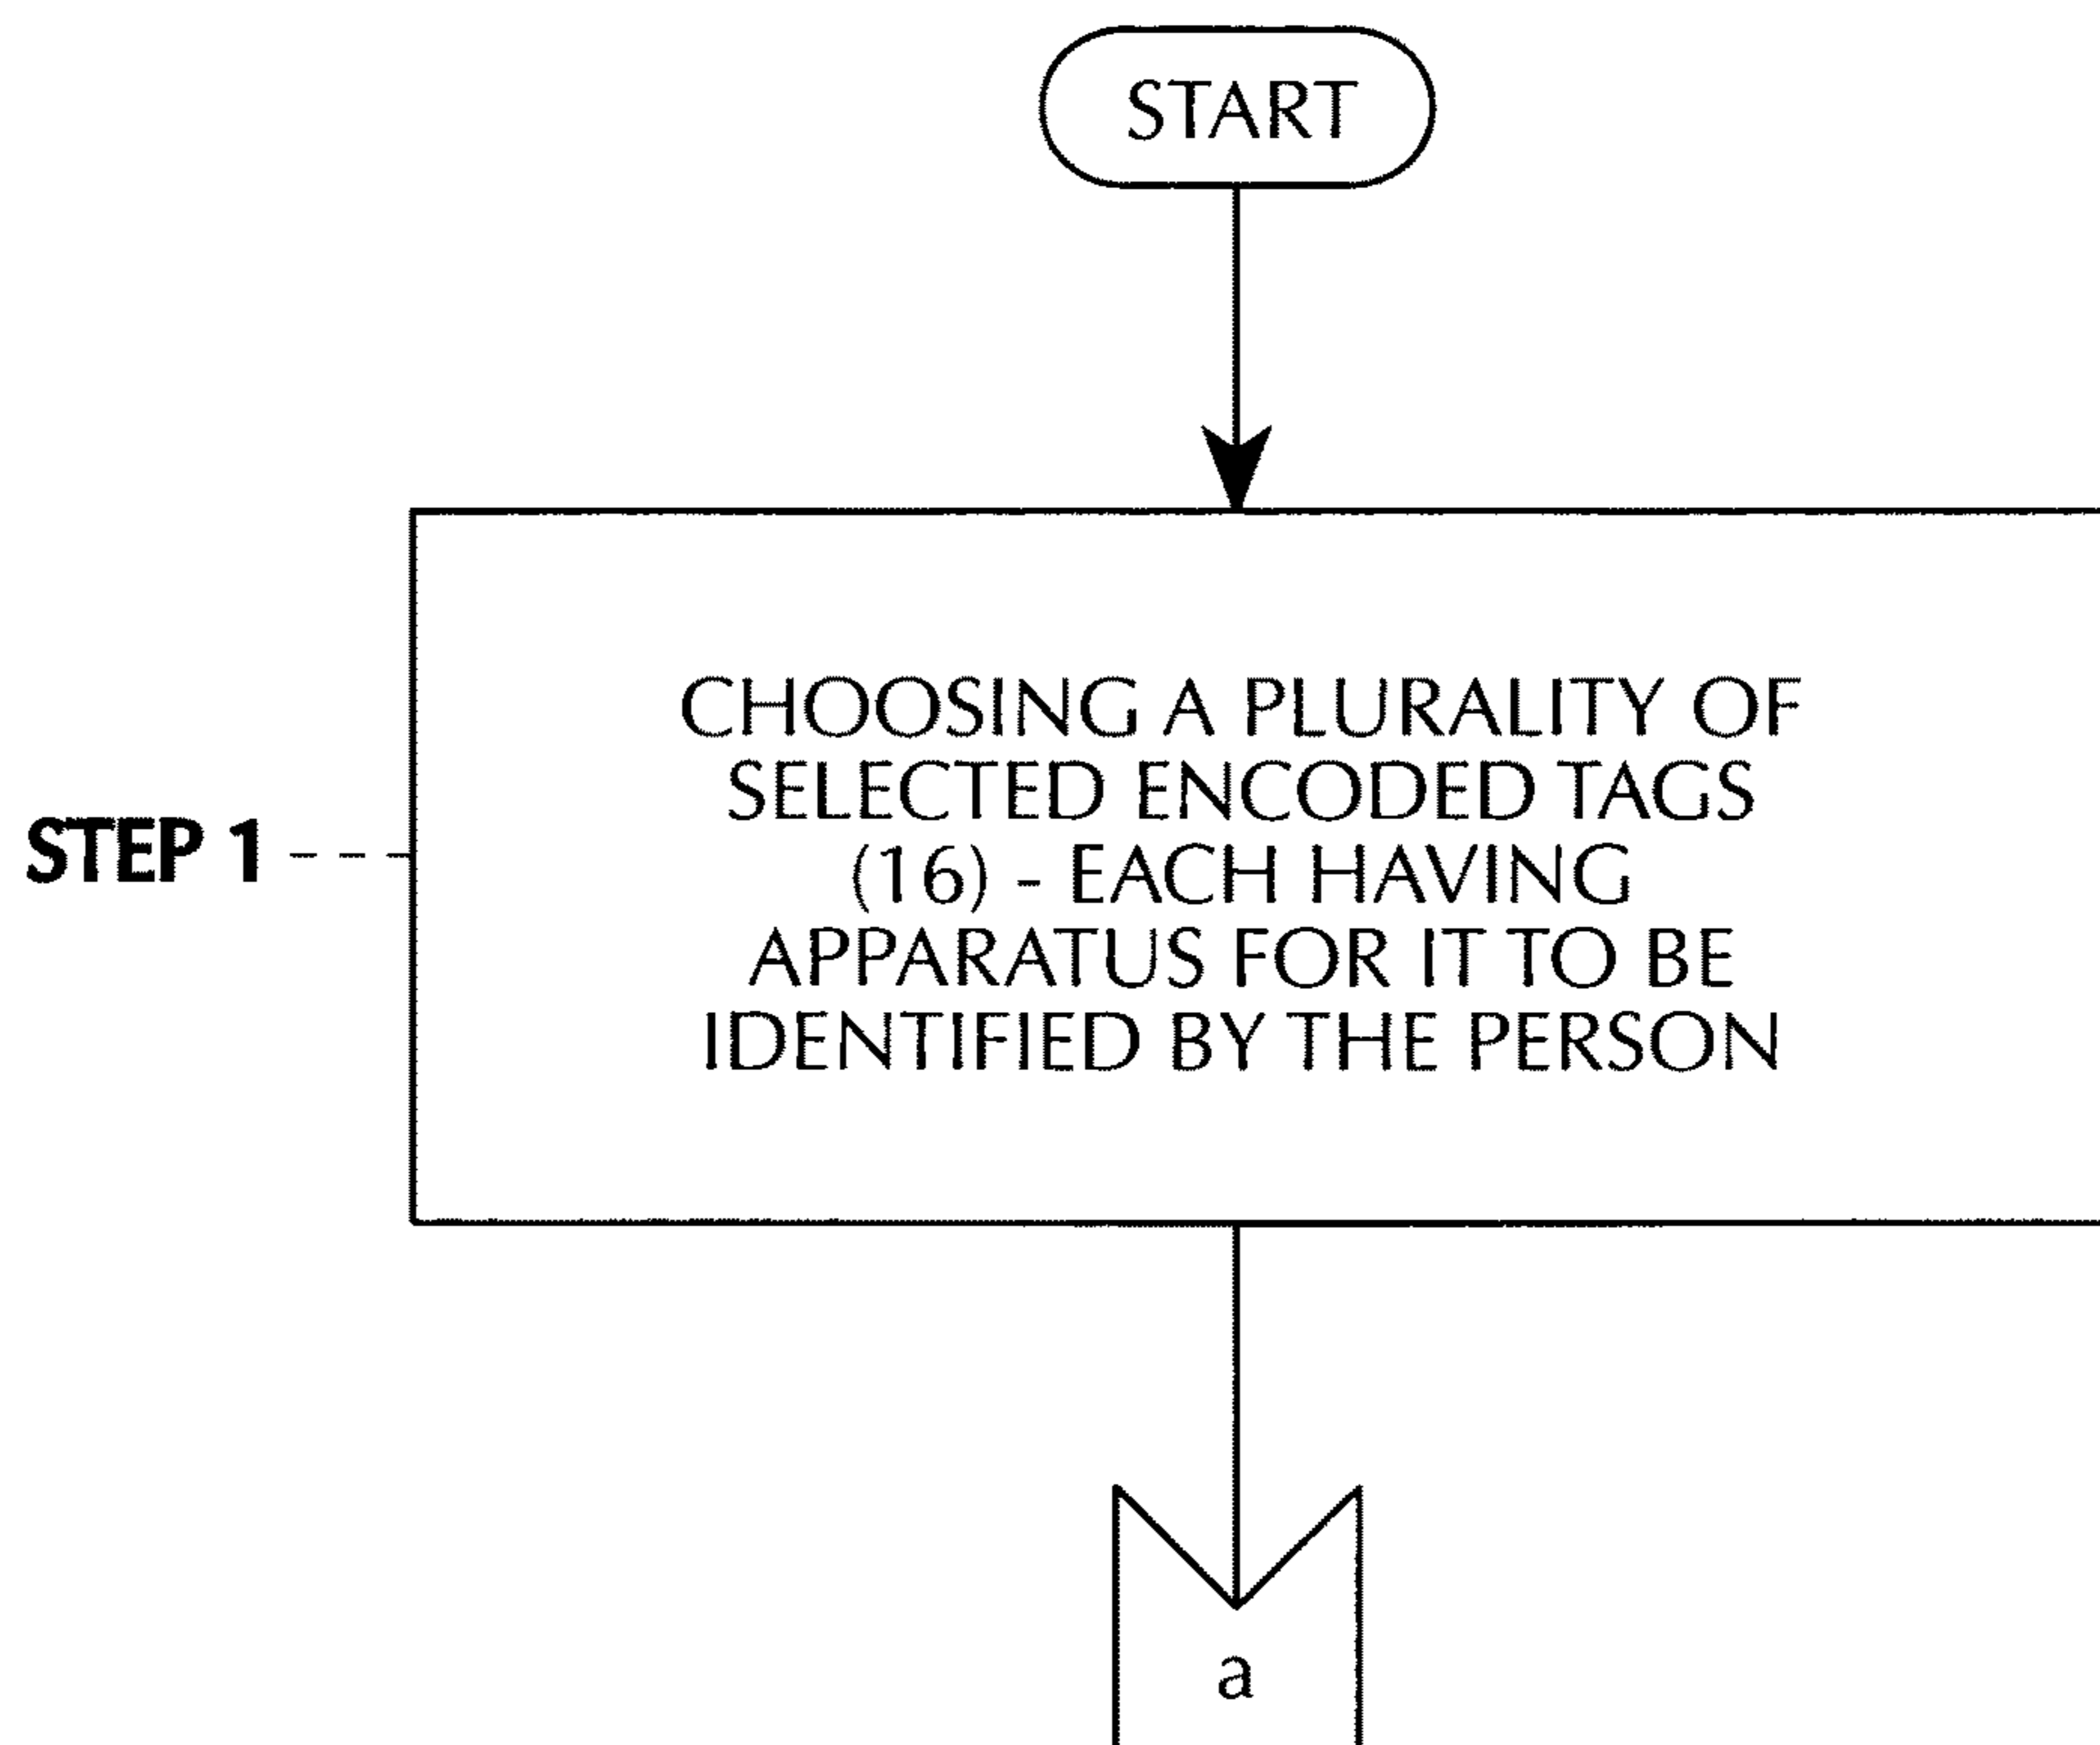 START
CHOOSING A PLURALITY OF
SELECTED ENCODED TAGS
STEP 1
(16) - EACH HAVING
APPARATUS FOR IT TO BE
IDENTIFIED BY THE PERSON
a